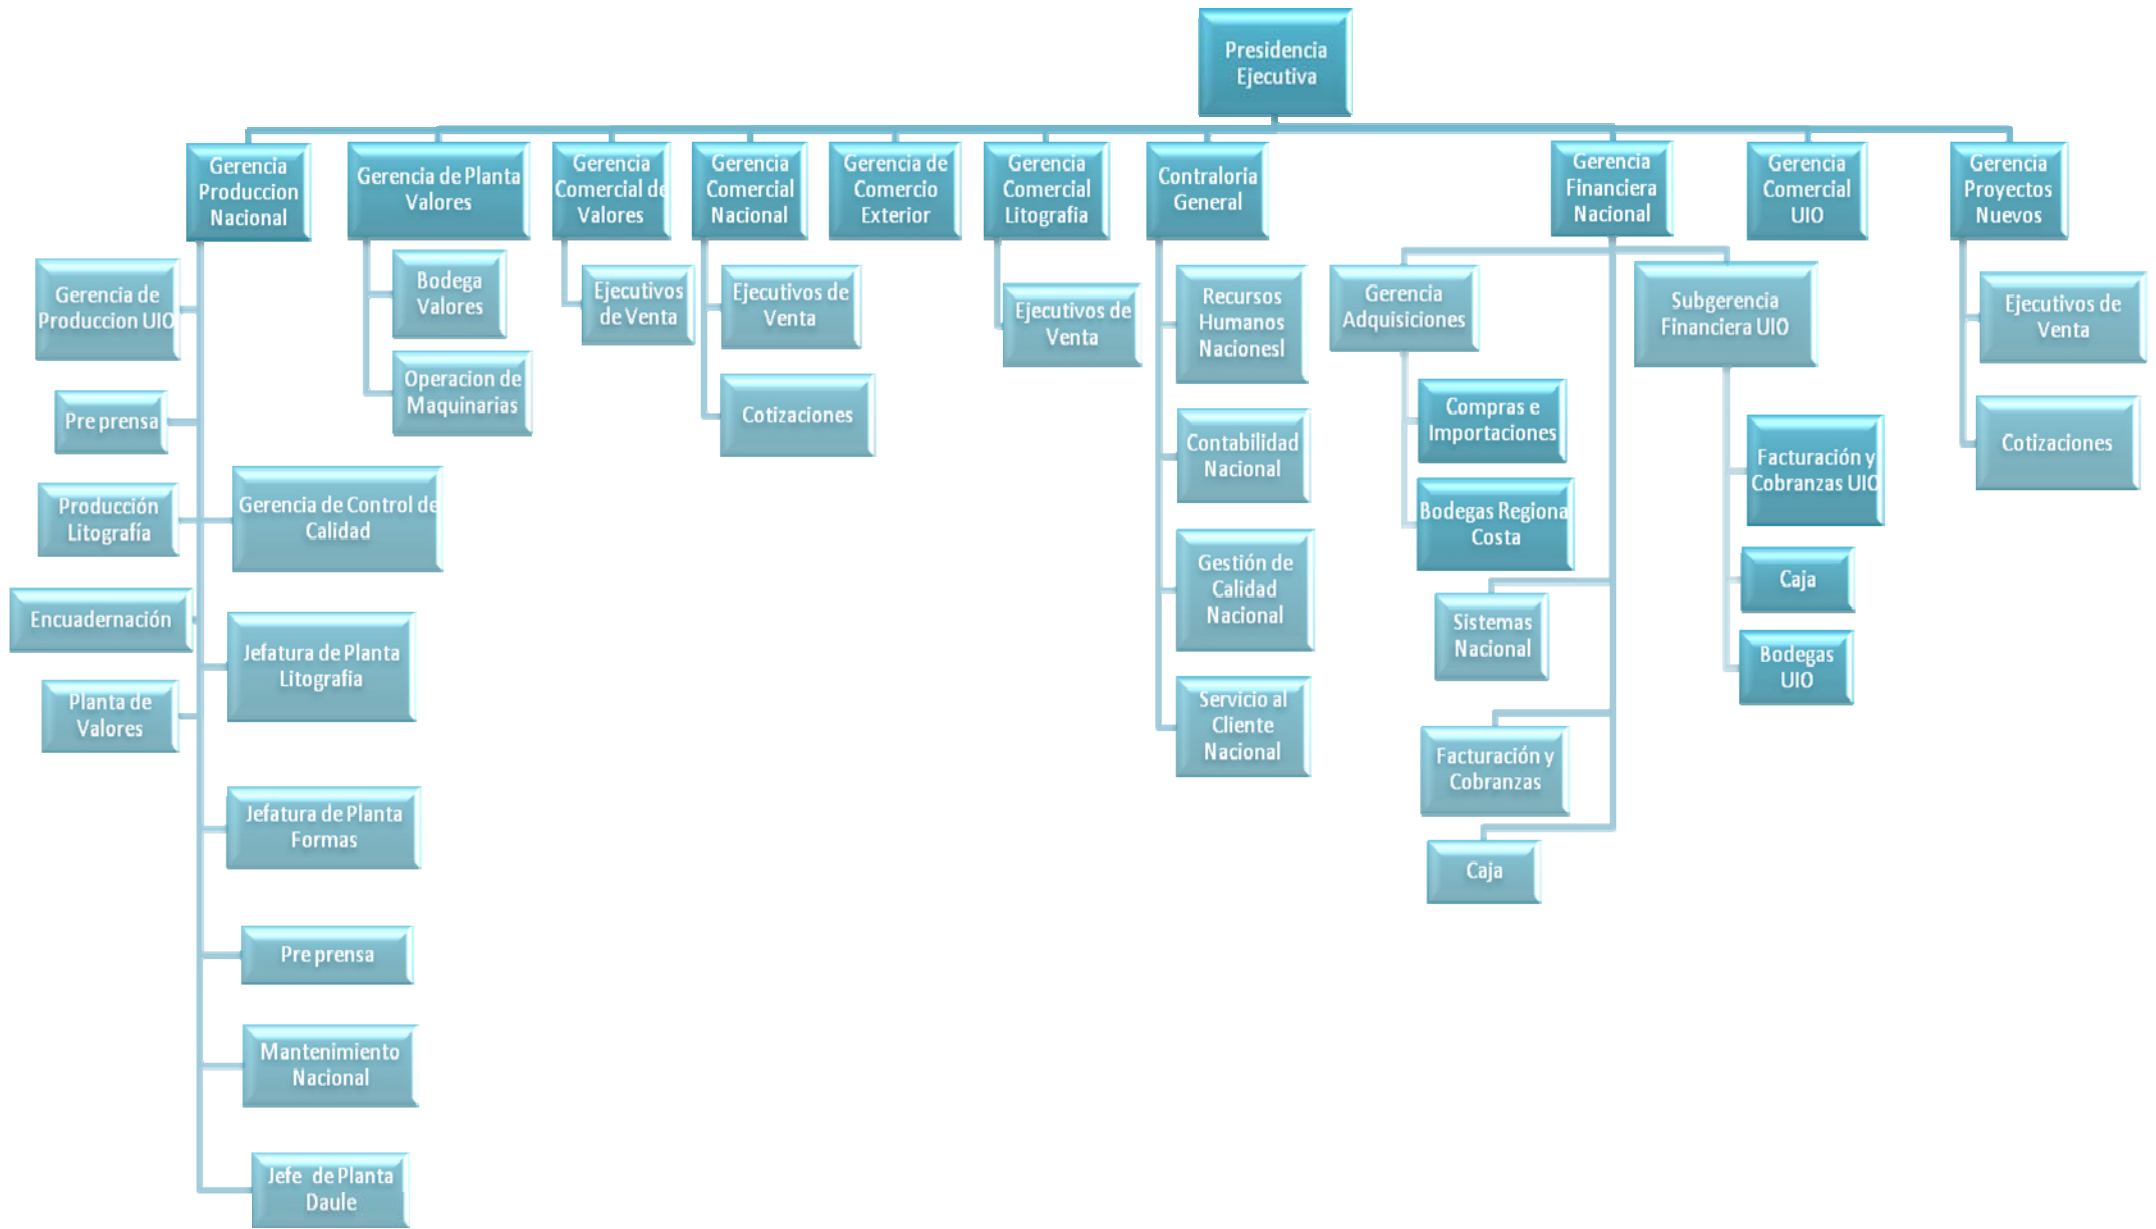 Presidencia
Ejecutiva
Gerencia
Produccion
Nacional
Gerencia de Planta
Valores
Gerencia
Comercial de
Valores
Gerencia
Comercial
Nacional
Gerencia de
Comercio
Exterior
Gerencia
Comercial
Litografia
Contraloria
General
Gerencia
Financiera
Nacional
Gerencia
Comercial
UIO
Gerencia
Proyectos
Nuevos
Gerencia de
Produccion UIO
Pre prensa
Producción
Litografía
Encuadernación
Planta de
Valores
Gerencia de Control de
Calidad
Jefatura de Planta
Litografia
Jefatura de Planta
Formas
Pre prensa
Mantenimiento
Nacional
Jefe de Planta
Daule
Bodega
Valores
Operacion de
Maquinarias
Ejecutivos
de Venta
Ejecutivos de
Venta
Cotizaciones
Ejecutivos de
Venta
Recursos
Humanos
Nacionesl
Contabilidad
Nacional
Gestión de
Calidad
Nacional
Servicio al
Cliente
Nacional
Gerencia
Adquisiciones
Compras e
Importaciones
Bodegas Regiona
Costa
Sistemas
Nacional
Facturación y
Cobranzas
Caja
Subgerencia
Financiera UIO
Facturación y
Cobranzas UIO
Caja
Bodegas
UIO
Ejecutivos de
Venta
Cotizaciones